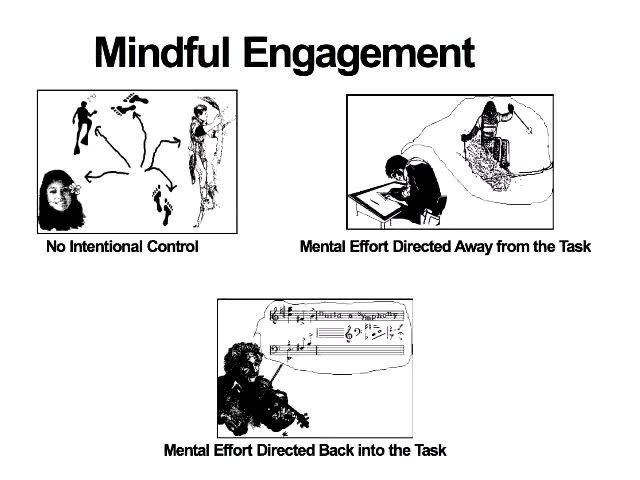 Mindful Engagement
No Intentional Control
Mental Effort Directed Away from the Task
Mental Effort Directed Back into the Task